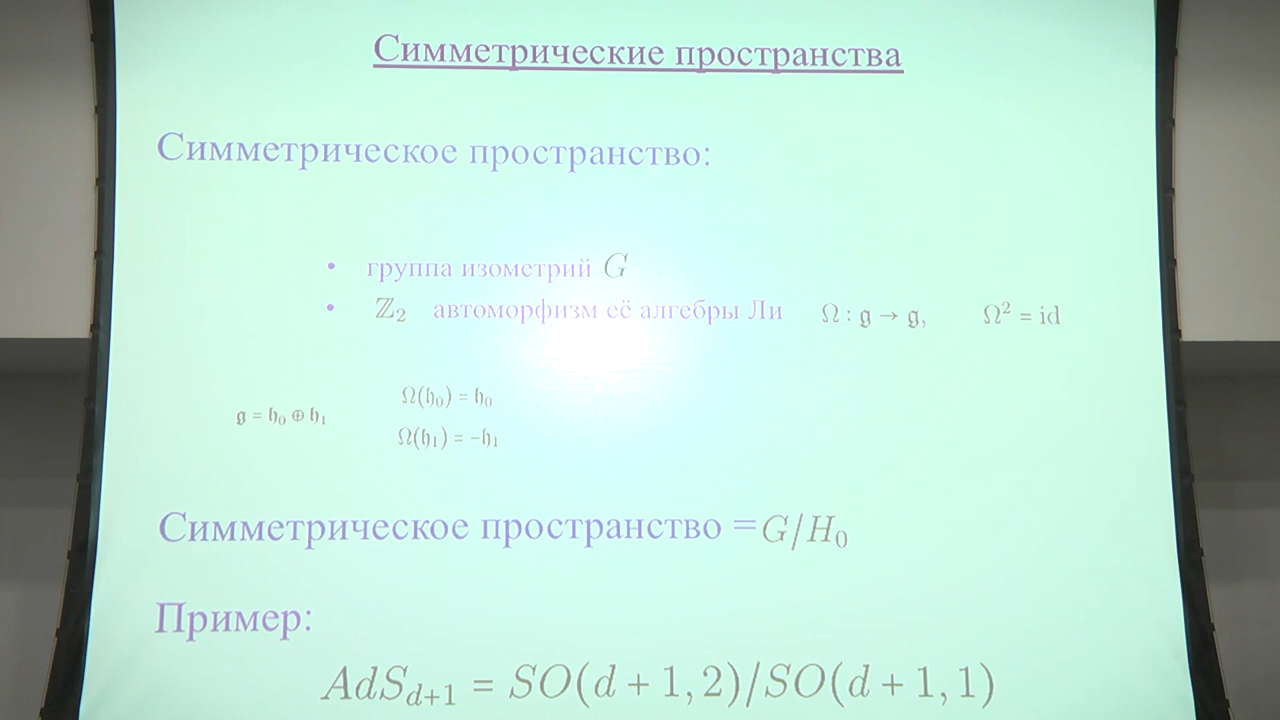 Симметрические пространства
Симметрическое пространство:
• группа изометрий G
• ℤ₂ автоморфизм её алгебры Ли Ω : 𝔤 → 𝔤, Ω² = id
Ω(𝔥₀) = 𝔥₀
𝔤 = 𝔥₀ ⊕ 𝔥₁
Ω(𝔥₁) = −𝔥₁
Симметрическое пространство = G/H₀
Пример:
AdS_{d+1} = SO(d + 1, 2)/SO(d + 1, 1)